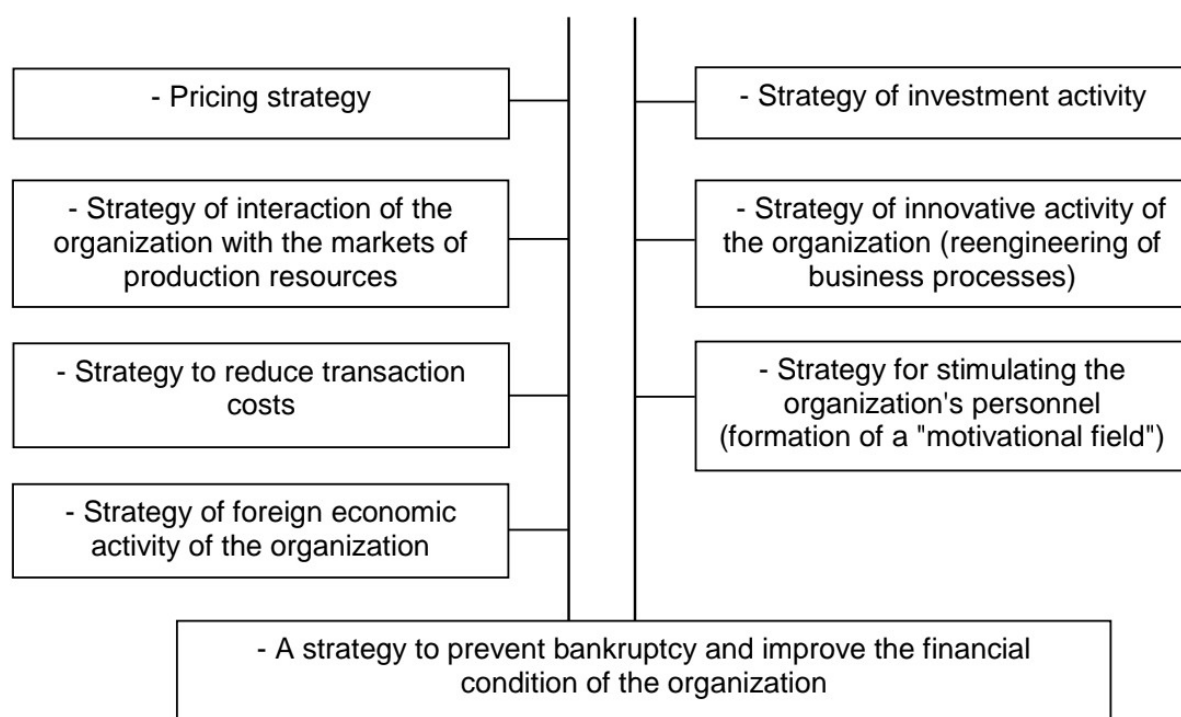 - Pricing strategy
- Strategy of interaction of the
organization with the markets of
production resources
- Strategy to reduce transaction
costs
- Strategy of foreign economic
activity of the organization
- Strategy of investment activity
- Strategy of innovative activity of
the organization (reengineering of
business processes)
- Strategy for stimulating the
organization's personnel
(formation of a "motivational field")
- A strategy to prevent bankruptcy and improve the financial
condition of the organization